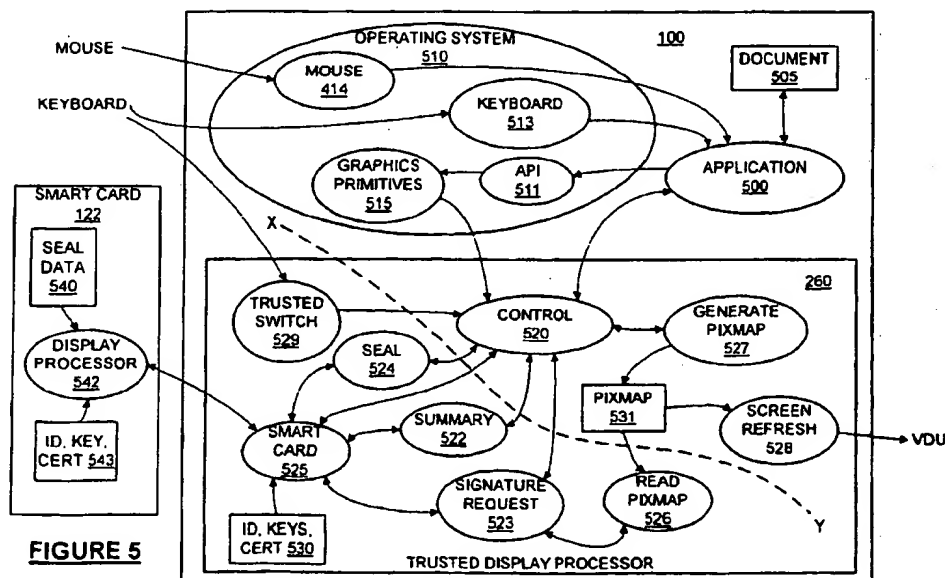 OPERATING SYSTEM
510
100
MOUSE
MOUSE
414
DOCUMENT
505
KEYBOARD
KEYBOARD
513
API
511
APPLICATION
500
GRAPHICS
PRIMITIVES
515
SMART CARD
122
X
SEAL
DATA
540
260
TRUSTED
SWITCH
529
CONTROL
520
GENERATE
PIXMAP
527
DISPLAY
PROCESSOR
542
SEAL
524
PIXMAP
531
SCREEN
REFRESH
528
VDU
ID, KEY,
CERT 543
SMART
CARD
525
SUMMARY
522
SIGNATURE
REQUEST
523
READ
PIXMAP
526
Y
ID, KEYS,
CERT 530
FIGURE 5
TRUSTED DISPLAY PROCESSOR